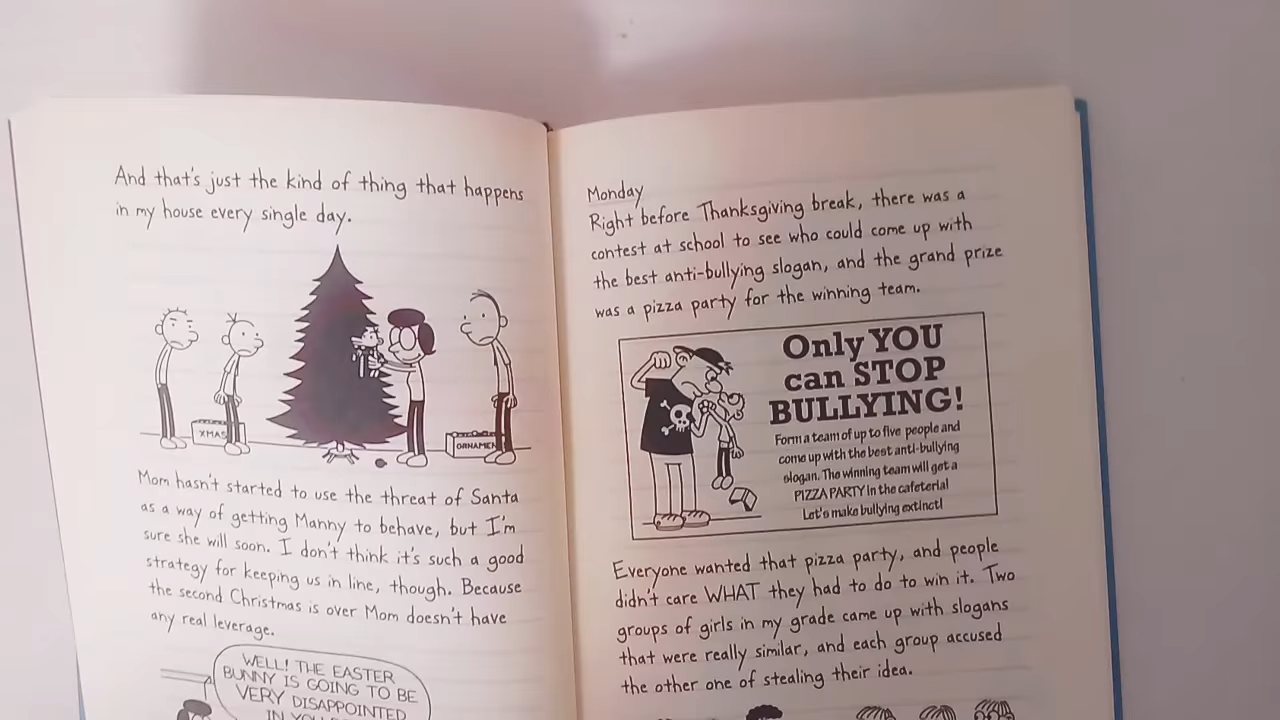 And that's just the kind of thing that happens
in my house every single day.
XMAS
ORNAMEN
Mom hasn't started to use the threat of Santa
as a way of getting Manny to behave, but I'm
sure she will soon. I don't think it's such a good
strategy for keeping us in line, though. Because
the second Christmas is over Mom doesn't have
any real leverage.
WELL! THE EASTER
BUNNY IS GOING TO BE
VERY DISAPPOINTED
IN
Monday
Right before Thanksgiving break, there was a
contest at school to see who could come up with
the best anti-bullying slogan, and the grand prize
was a pizza party for the winning team.
Only YOU
can STOP
BULLYING!
Form a team of up to five people and
come up with the best anti-bullying
slogan. The winning team will get a
PIZZA PARTY in the cafeteria!
Let's make bullying extinct!
Everyone wanted that pizza party, and people
didn't care WHAT they had to do to win it. Two
groups of girls in my grade came up with slogans
that were really similar, and each group accused
the other one of stealing their idea.